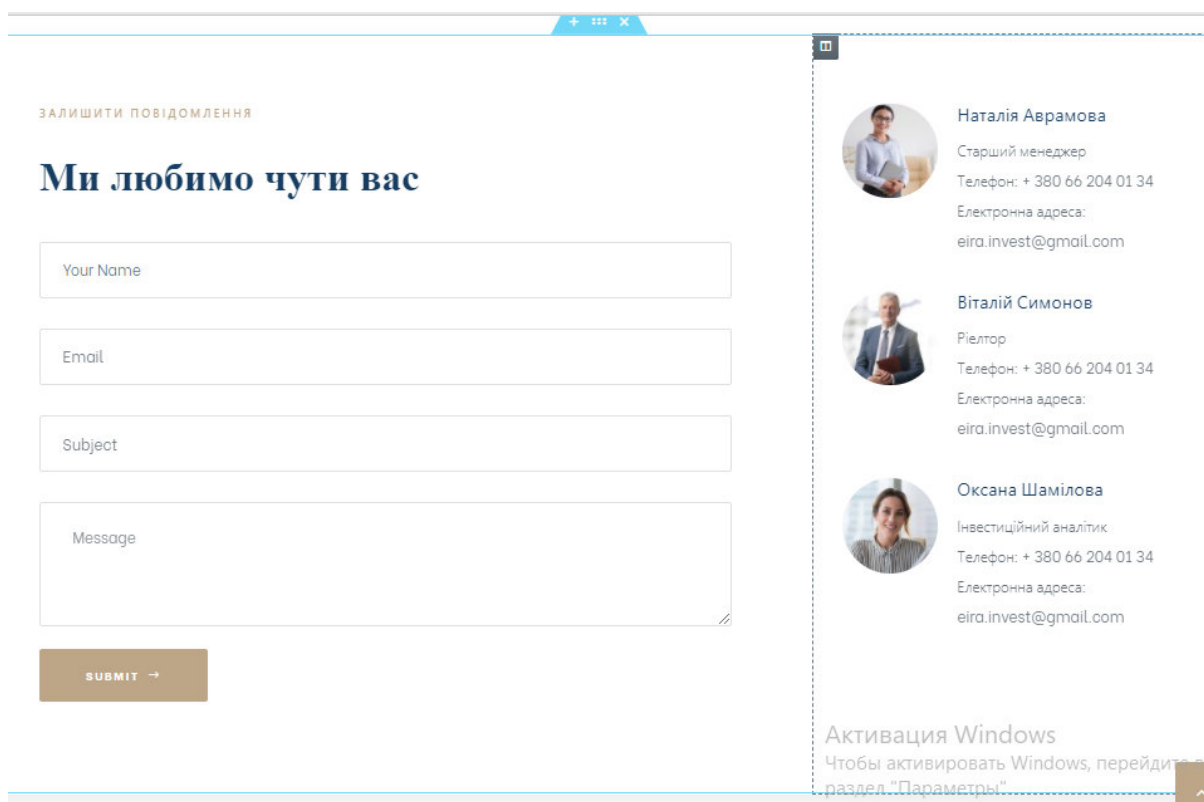 ЗАЛИШИТИ ПОВІДОМЛЕННЯ
Ми любимо чути вас
Your Name
Email
Subject
Message
SUBMIT →
Наталія Аврамова
Старший менеджер
Телефон: + 380 66 204 01 34
Електронна адреса:
eira.invest@gmail.com
Віталій Симонов
Ріелтор
Телефон: + 380 66 204 01 34
Електронна адреса:
eira.invest@gmail.com
Оксана Шамілова
Інвестиційний аналітик
Телефон: + 380 66 204 01 34
Електронна адреса:
eira.invest@gmail.com
Активация Windows
Чтобы активировать Windows, перейдите в
раздел "Параметры"